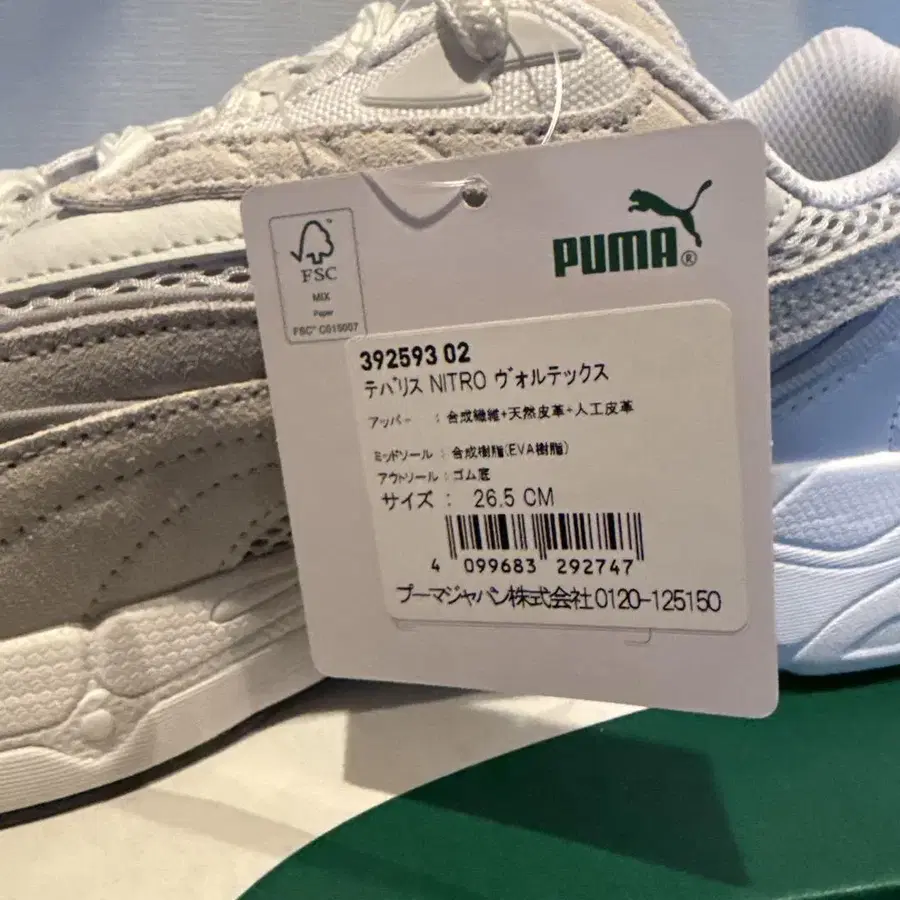 FSC
MIX
Paper
FSC® C015007
PUMA®
392593 02
テバリス NITRO ヴォルテックス
アッパー : 合成繊維+天然皮革+人工皮革
ミッドソール : 合成樹脂(EVA樹脂)
アウトソール : ゴム底
サイズ : 26.5 CM
4 099683 292747
プーマジャパン株式会社0120-125150